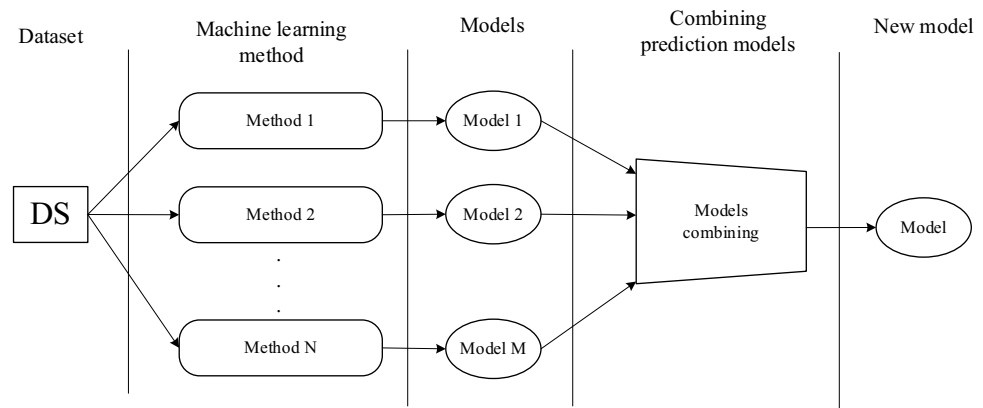 Dataset
Machine learning
method
Models
Combining
prediction models
New model
DS
Method 1
Method 2
.
.
.
Method N
Model 1
Model 2
Model M
Models
combining
Model